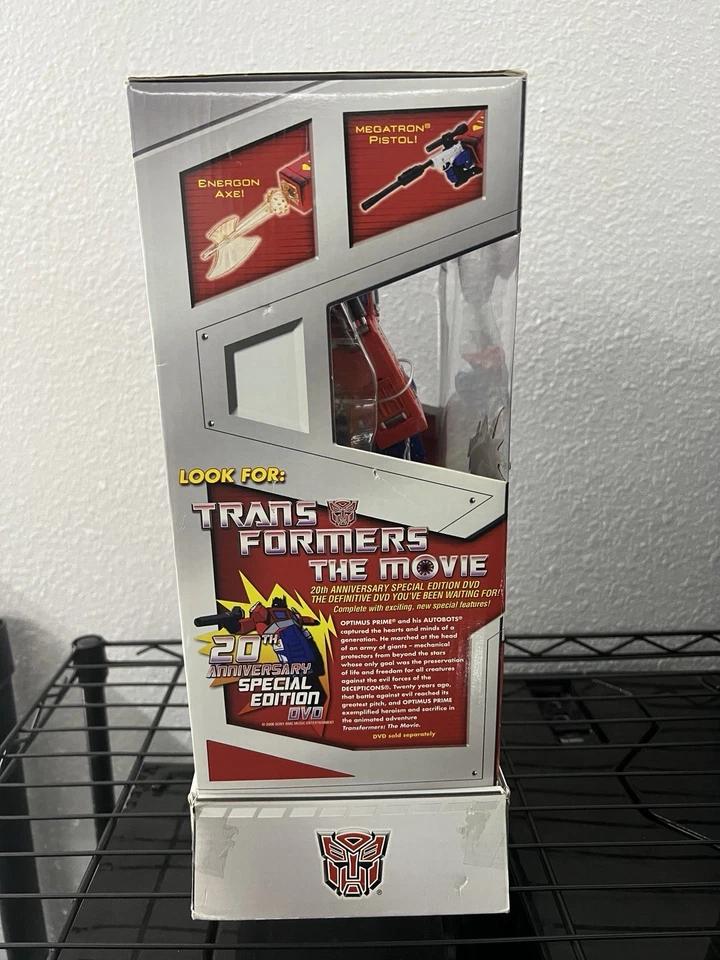 ENERGON
AXE!
MEGATRON®
PISTOL!
LOOK FOR:
TRANS
FORMERS
THE MOVIE
20th ANNIVERSARY SPECIAL EDITION DVD
THE DEFINITIVE DVD YOU'VE BEEN WAITING FOR!
Complete with exciting, new special features!
OPTIMUS PRIME® and his AUTOBOTS®
captured the hearts and minds of a
generation. He marched at the head
of an army of giants – mechanical
protectors from beyond the stars
whose only goal was the preservation
of life and freedom for all creatures
against the evil forces of the
DECEPTICONS®. Twenty years ago,
that battle against evil reached its
greatest pitch, and OPTIMUS PRIME
exemplified heroism and sacrifice in
the animated adventure
Transformers: The Movie.
DVD sold separately
20TH
ANNIVERSARY
SPECIAL
EDITION
DVD
© 2006 SONY BMG MUSIC ENTERTAINMENT
®